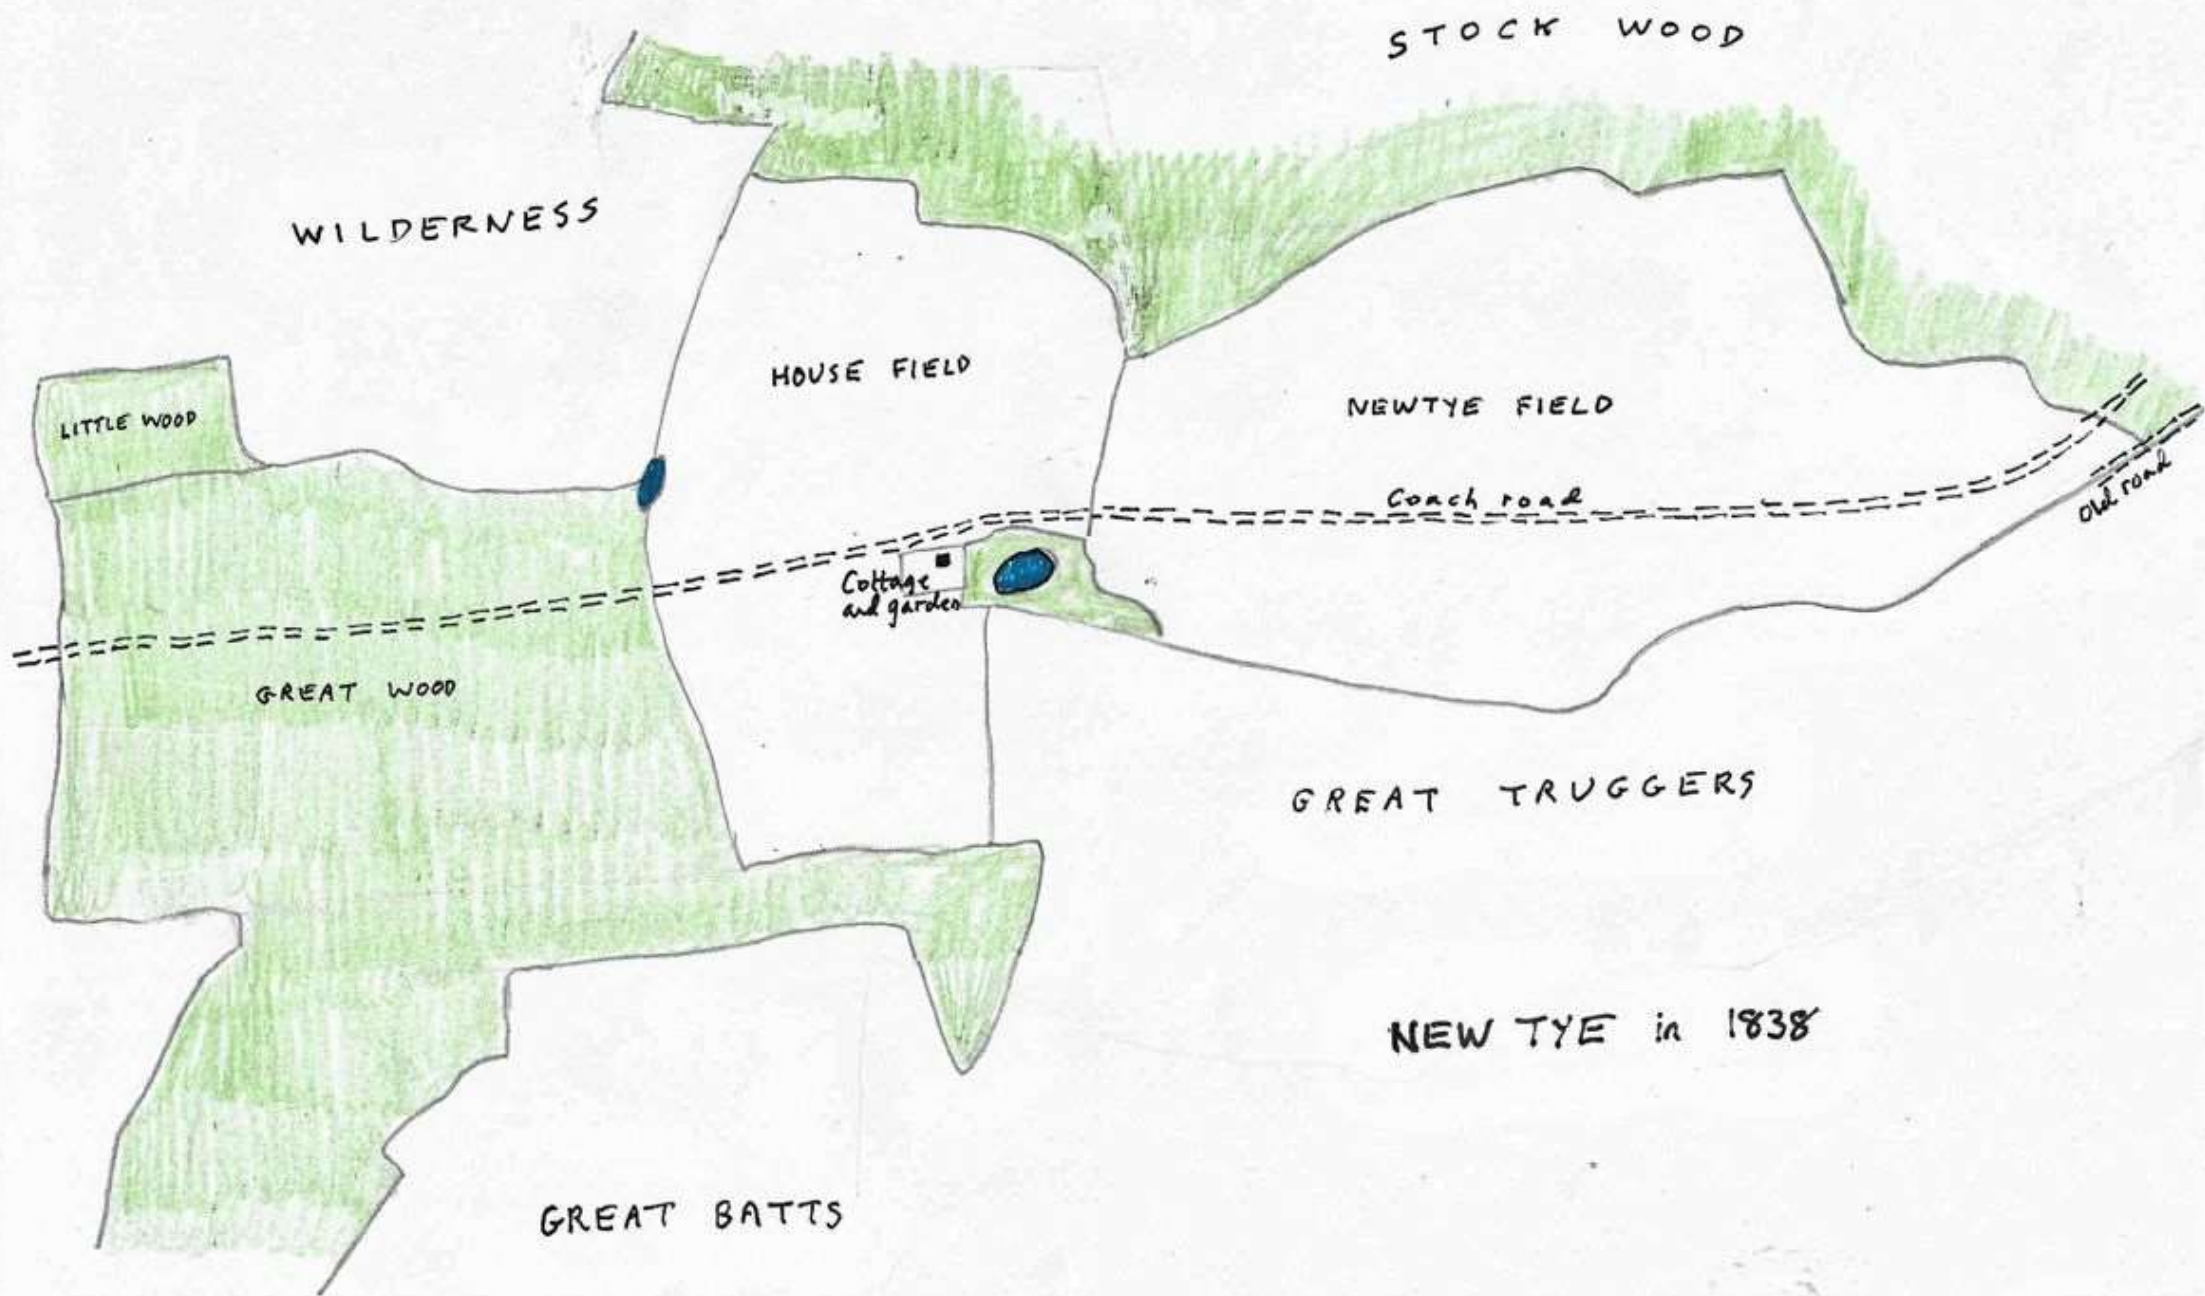 STOCK WOOD
WILDERNESS
HOUSE FIELD
LITTLE WOOD
NEWTYE FIELD
Coach road
Old road
Cottage
and garden
GREAT WOOD
GREAT TRUGGERS
NEW TYE in 1838
GREAT BATTS